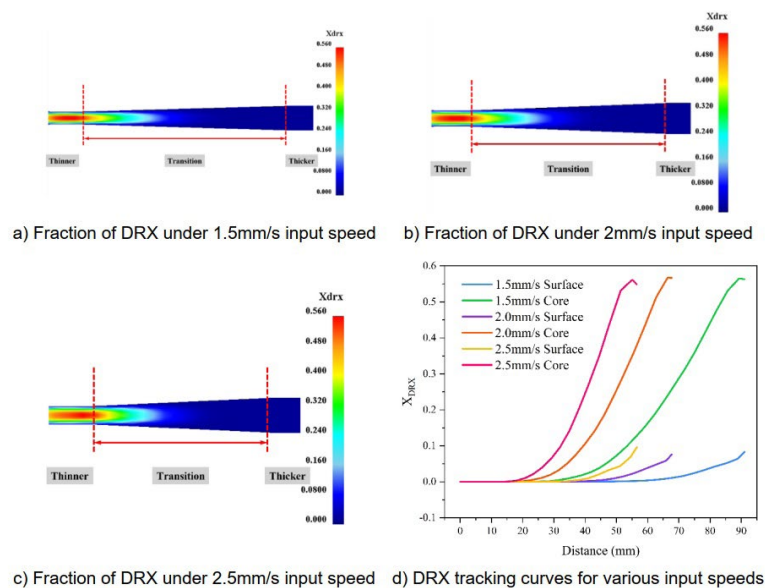 Xdrx
0.560
0.480
0.400
0.320
0.240
0.160
0.0800
0.000
Thinner
Transition
Thicker
a) Fraction of DRX under 1.5mm/s input speed
Xdrx
0.560
0.480
0.400
0.320
0.240
0.160
0.0800
0.000
Thinner
Transition
Thicker
b) Fraction of DRX under 2mm/s input speed
Xdrx
0.560
0.480
0.400
0.320
0.240
0.160
0.0800
0.000
Thinner
Transition
Thicker
c) Fraction of DRX under 2.5mm/s input speed
0.6
0.5
0.4
0.3
0.2
0.1
0.0
-0.1
X_DRX
1.5mm/s Surface
1.5mm/s Core
2.0mm/s Surface
2.0mm/s Core
2.5mm/s Surface
2.5mm/s Core
0 10 20 30 40 50 60 70 80 90
Distance (mm)
d) DRX tracking curves for various input speeds